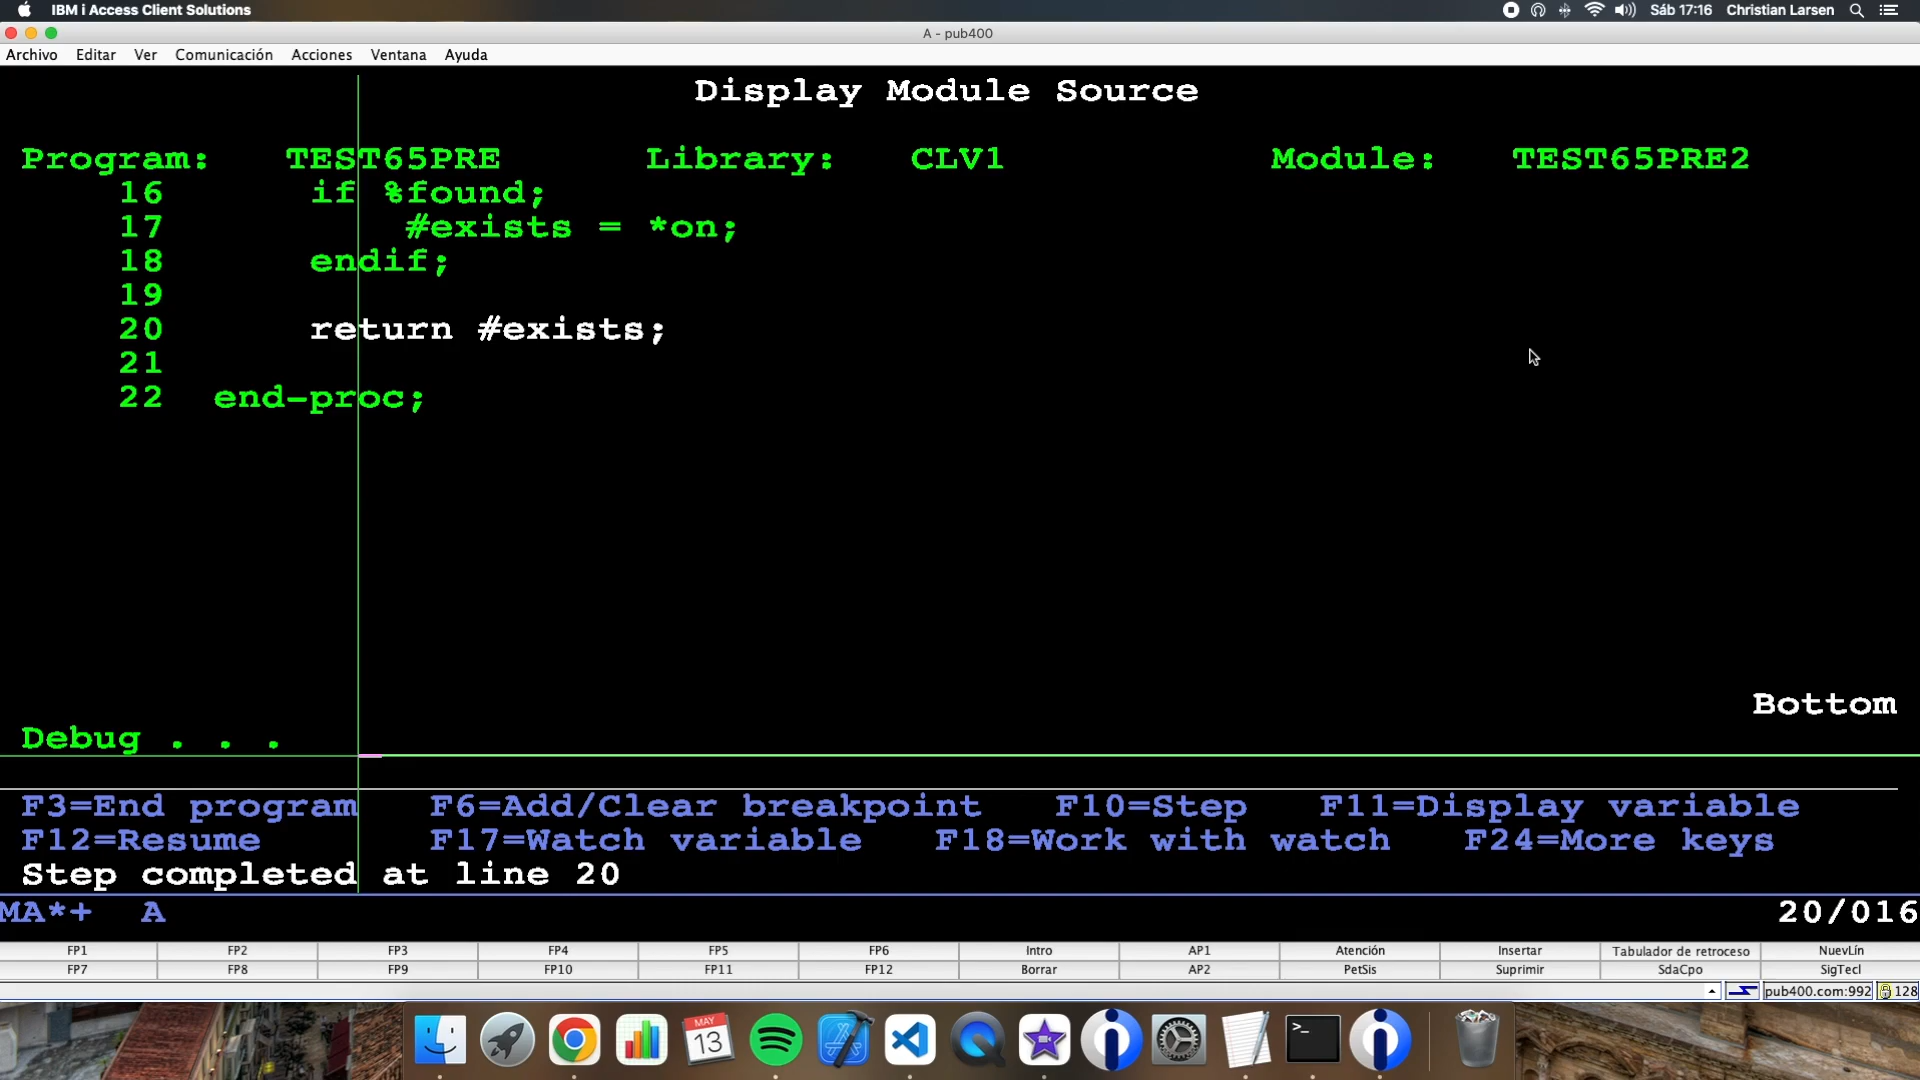 IBM i Access Client Solutions Sáb 17:16 Christian Larsen
A - pub400
Archivo Editar Ver Comunicación Acciones Ventana Ayuda
Display Module Source
Program: TEST65PRE Library: CLV1 Module: TEST65PRE2
16 if %found;
17 #exists = *on;
18 endif;
19
20 return #exists;
21
22 end-proc;
Bottom
Debug . . .
F3=End program F6=Add/Clear breakpoint F10=Step F11=Display variable
F12=Resume F17=Watch variable F18=Work with watch F24=More keys
Step completed at line 20
MA*+ A 20/016
FP1 FP2 FP3 FP4 FP5 FP6 Intro AP1 Atención Insertar Tabulador de retroceso NuevLín
FP7 FP8 FP9 FP10 FP11 FP12 Borrar AP2 PetSis Suprimir SdaCpo SigTecl
pub400.com:992 128
MAY
13
>_